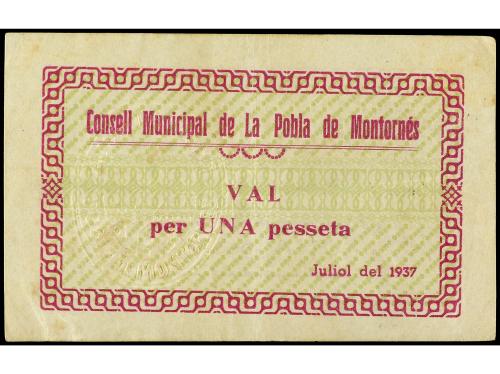 Consell Municipal de La Pobla de Montornés
VAL
per UNA pesseta
Juliol del 1937